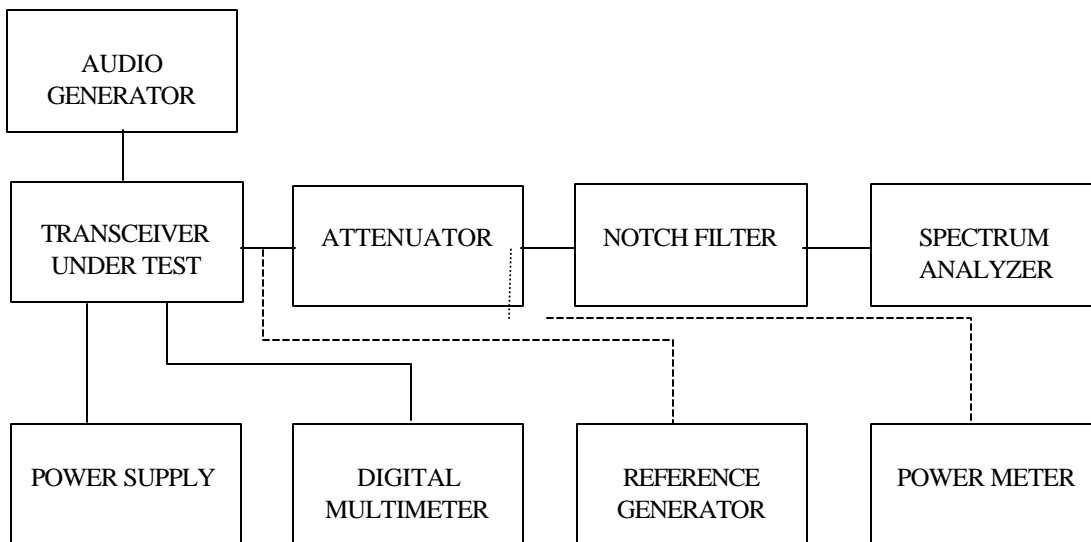 AUDIO
GENERATOR
TRANSCEIVER
UNDER TEST
ATTENUATOR
NOTCH FILTER
SPECTRUM
ANALYZER
POWER SUPPLY
DIGITAL
MULTIMETER
REFERENCE
GENERATOR
POWER METER